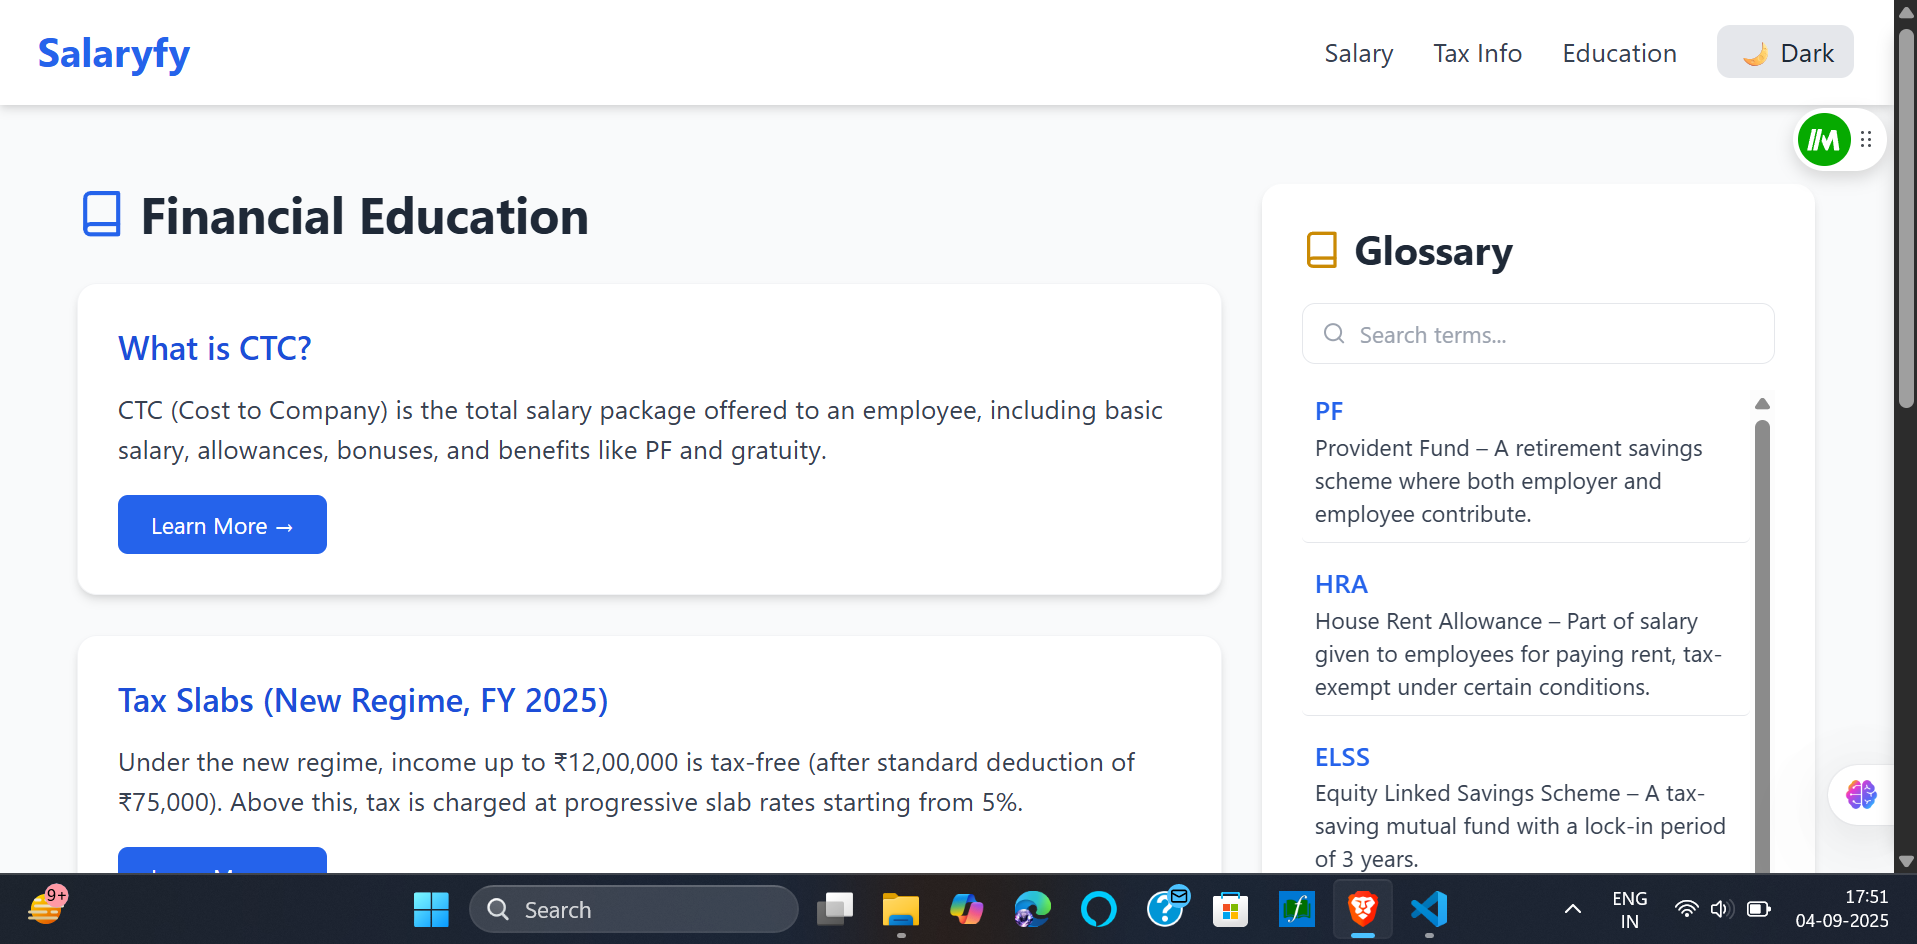 Salaryfy
Salary
Tax Info
Education
Dark
Financial Education
What is CTC?
CTC (Cost to Company) is the total salary package offered to an employee, including basic
salary, allowances, bonuses, and benefits like PF and gratuity.
Learn More →
Tax Slabs (New Regime, FY 2025)
Under the new regime, income up to ₹12,00,000 is tax-free (after standard deduction of
₹75,000). Above this, tax is charged at progressive slab rates starting from 5%.
Glossary
Search terms...
PF
Provident Fund – A retirement savings
scheme where both employer and
employee contribute.
HRA
House Rent Allowance – Part of salary
given to employees for paying rent, tax-
exempt under certain conditions.
ELSS
Equity Linked Savings Scheme – A tax-
saving mutual fund with a lock-in period
of 3 years.
9+
Search
ENG
IN
17:51
04-09-2025